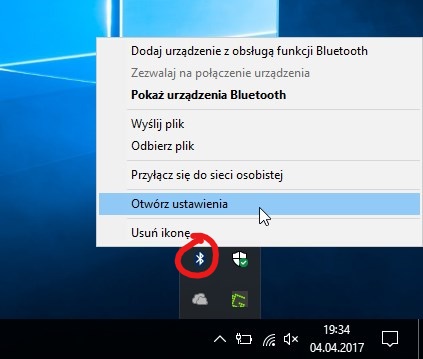 Dodaj urządzenie z obsługą funkcji Bluetooth
Zezwalaj na połączenie urządzenia
Pokaż urządzenia Bluetooth
Wyślij plik
Odbierz plik
Przyłącz się do sieci osobistej
Otwórz ustawienia
Usuń ikonę
19:34
04.04.2017